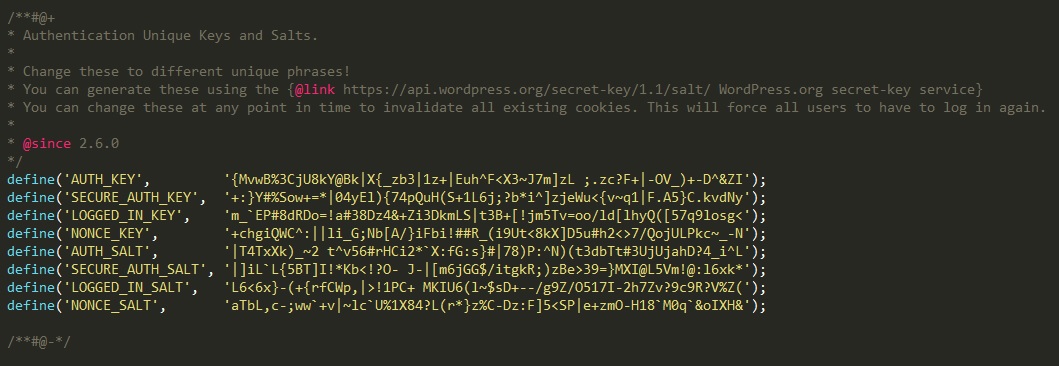 /**#@+
* Authentication Unique Keys and Salts.
*
* Change these to different unique phrases!
* You can generate these using the {@link https://api.wordpress.org/secret-key/1.1/salt/ WordPress.org secret-key service}
* You can change these at any point in time to invalidate all existing cookies. This will force all users to have to log in again.
*
* @since 2.6.0
*/
define('AUTH_KEY',         '{MvwB%3CjU8kY@Bk|X{_zb3|1z+|Euh^F<X3~J7m]zL ;.zc?F+|-OV_)+-D^&ZI');
define('SECURE_AUTH_KEY',  '+:}Y#%Sow+=*|04yEl){74pQuH(S+1L6j;?b*i^]zjeWu<{v~q1|F.A5}C.kvdNy');
define('LOGGED_IN_KEY',    'm_`EP#8dRDo=!a#38Dz4&+Zi3DkmLS|t3B+[!jm5Tv=oo/ld[lhyQ([57q9losg<');
define('NONCE_KEY',        '+chgiQWC^:||li_G;Nb[A/}iFbi!##R_(i9Ut<8kX]D5u#h2<>7/QojULPkc~_-N');
define('AUTH_SALT',        '|T4TxXk)_~2 t^v56#rHCi2*`X:fG:s}#|78)P:^N)(t3dbTt#3UjUjahD?4_i^L');
define('SECURE_AUTH_SALT', '|]iL`L{5BT]I!*Kb<!?O- J-|[m6jGG$/itgkR;)zBe>39=}MXI@L5Vm!@:l6xk*');
define('LOGGED_IN_SALT',   'L6<6x}-(+{rfCWp,|>!1PC+ MKIU6(l~$sD+--/g9Z/O517I-2h7Zv?9c9R?V%Z(');
define('NONCE_SALT',       'aTbL,c-;ww`+v|~lc`U%1X84?L(r*}z%C-Dz:F]5<SP|e+zmO-H18`M0q`&oIXH&');

/**#@-*/